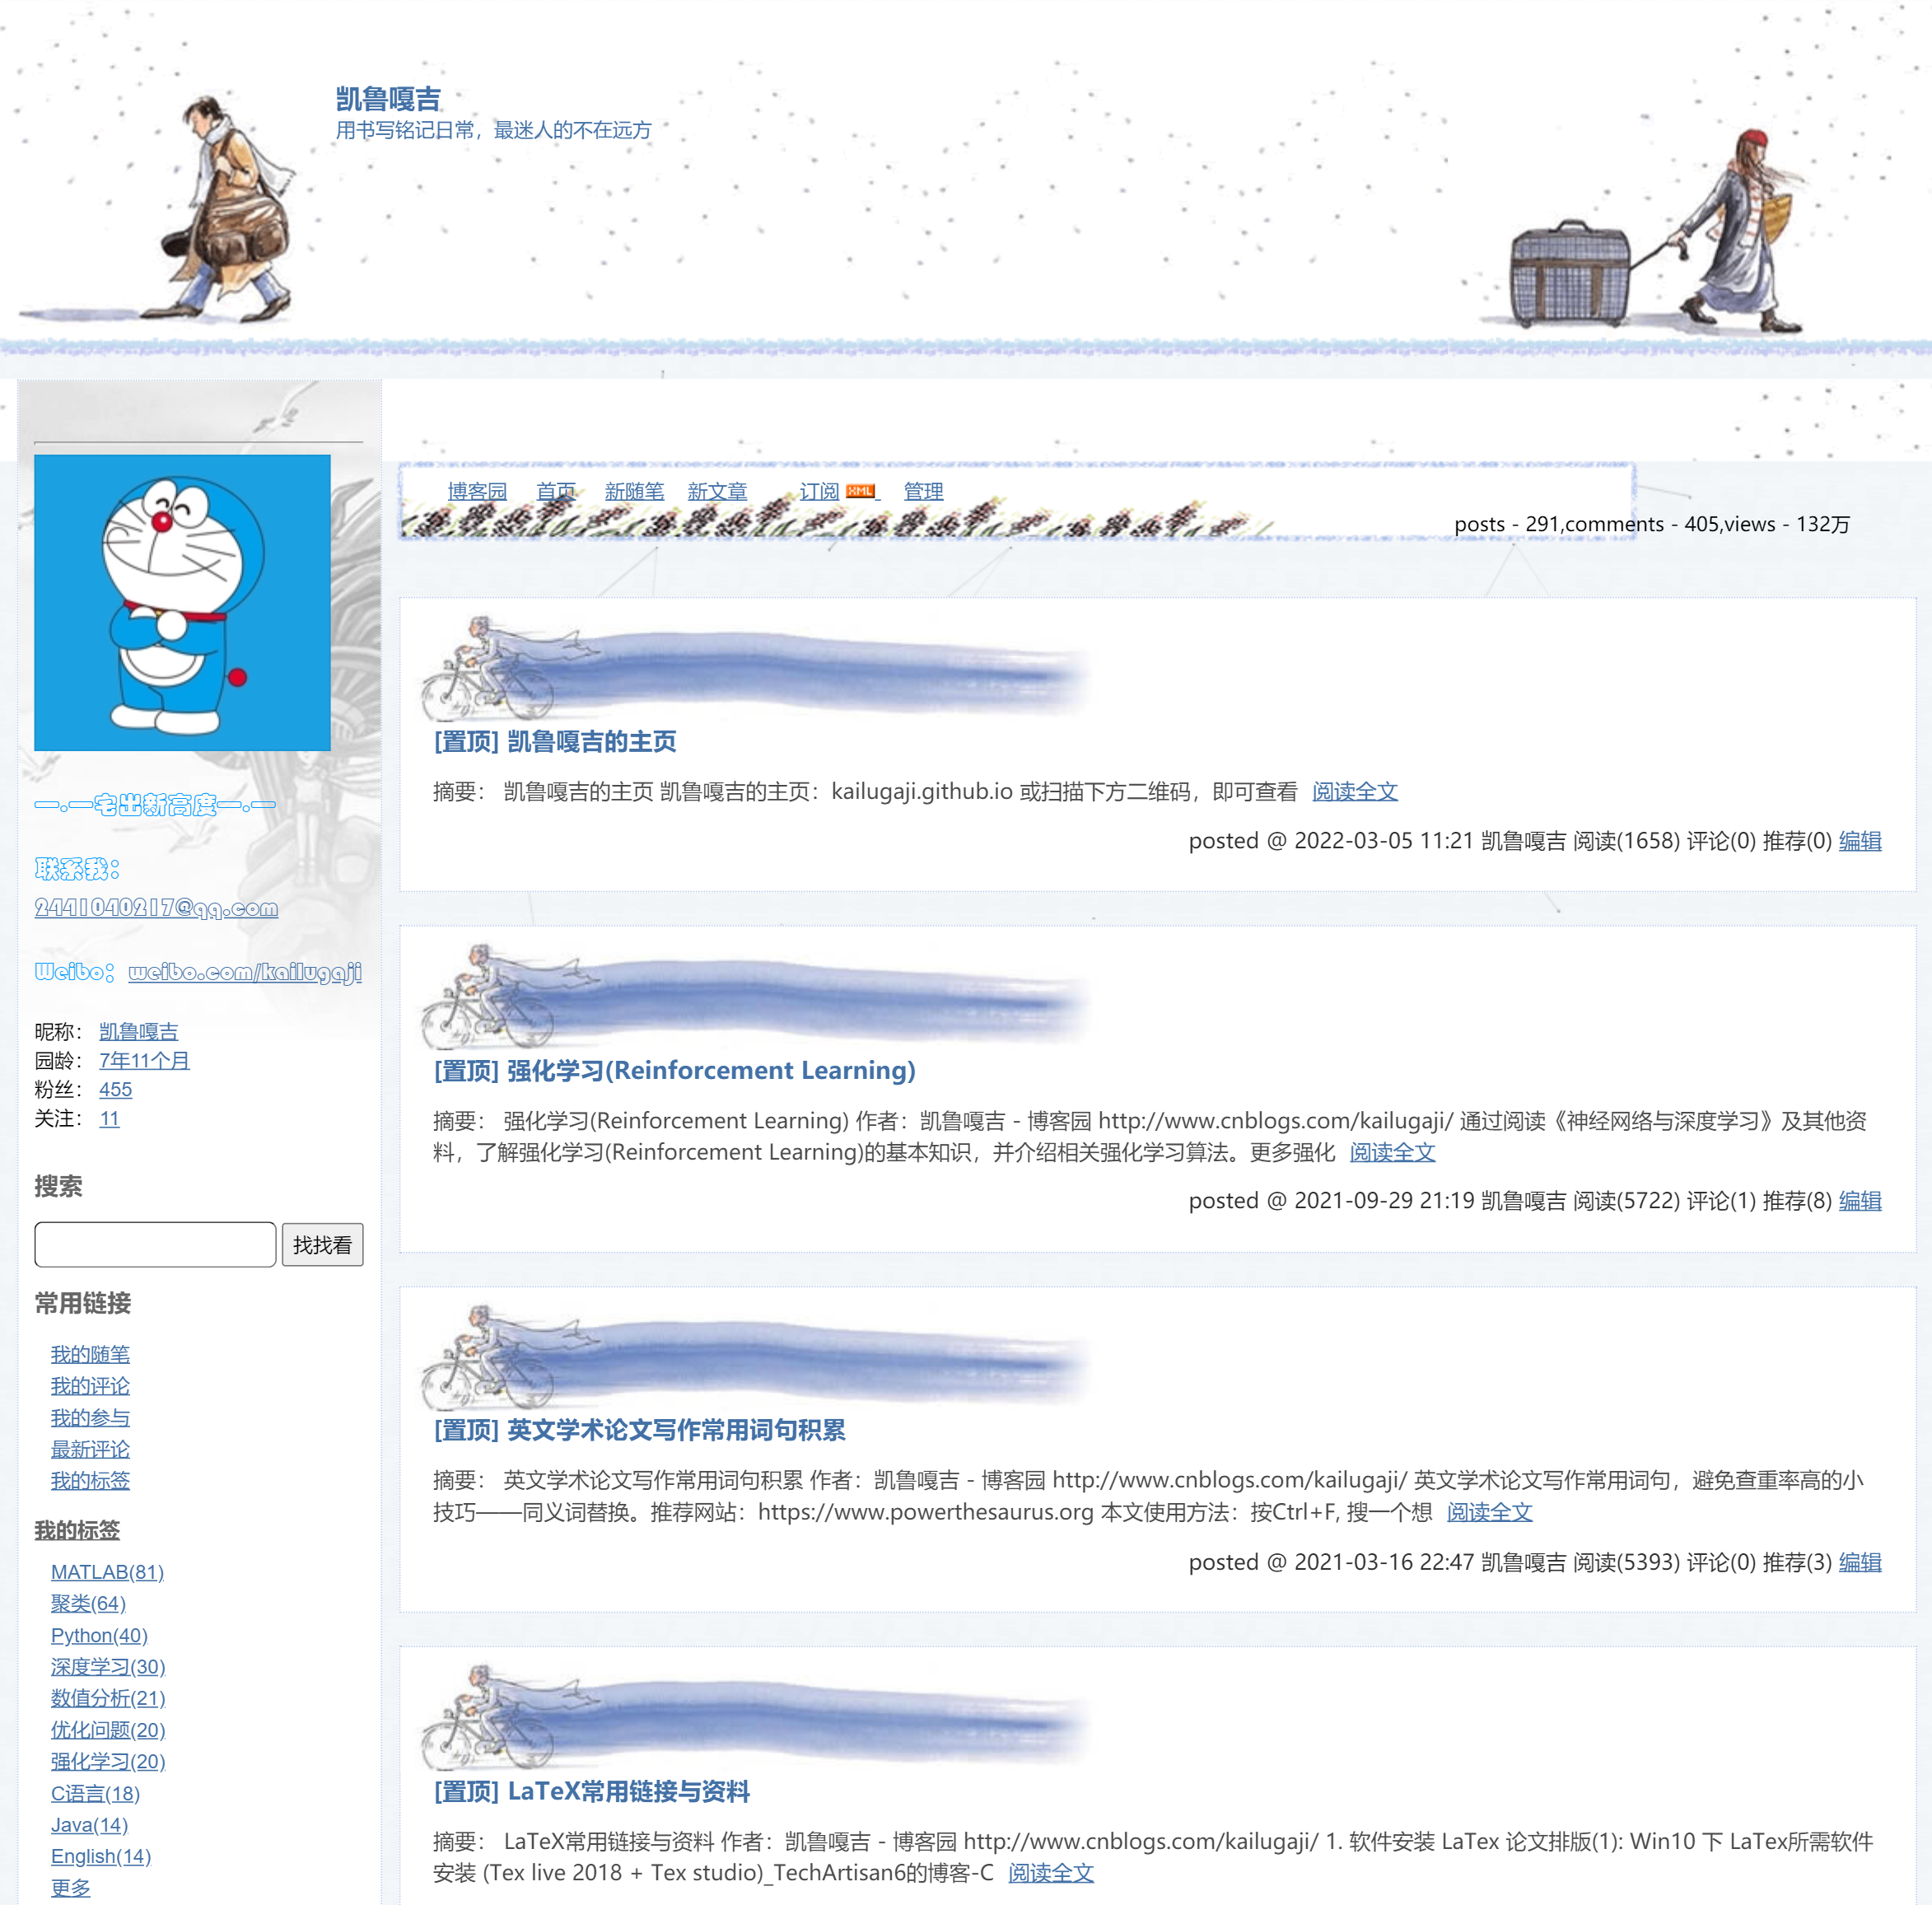 凯鲁嘎吉
用书写铭记日常，最迷人的不在远方
一.一宅出新高度一.一
联系我：
2441040217@qq.com
Weibo：weibo.com/kailugaji
昵称： 凯鲁嘎吉
园龄： 7年11个月
粉丝： 455
关注： 11
搜索
找找看
常用链接
我的随笔
我的评论
我的参与
最新评论
我的标签
我的标签
MATLAB(81)
聚类(64)
Python(40)
深度学习(30)
数值分析(21)
优化问题(20)
强化学习(20)
C语言(18)
Java(14)
English(14)
更多
博客园 首页 新随笔 新文章 订阅 XML 管理
posts - 291,comments - 405,views - 132万
[置顶] 凯鲁嘎吉的主页
摘要： 凯鲁嘎吉的主页 凯鲁嘎吉的主页：kailugaji.github.io 或扫描下方二维码，即可查看 阅读全文
posted @ 2022-03-05 11:21 凯鲁嘎吉 阅读(1658) 评论(0) 推荐(0) 编辑
[置顶] 强化学习(Reinforcement Learning)
摘要： 强化学习(Reinforcement Learning) 作者：凯鲁嘎吉 - 博客园 http://www.cnblogs.com/kailugaji/ 通过阅读《神经网络与深度学习》及其他资
料，了解强化学习(Reinforcement Learning)的基本知识，并介绍相关强化学习算法。更多强化 阅读全文
posted @ 2021-09-29 21:19 凯鲁嘎吉 阅读(5722) 评论(1) 推荐(8) 编辑
[置顶] 英文学术论文写作常用词句积累
摘要： 英文学术论文写作常用词句积累 作者：凯鲁嘎吉 - 博客园 http://www.cnblogs.com/kailugaji/ 英文学术论文写作常用词句，避免查重率高的小
技巧——同义词替换。推荐网站：https://www.powerthesaurus.org 本文使用方法：按Ctrl+F, 搜一个想 阅读全文
posted @ 2021-03-16 22:47 凯鲁嘎吉 阅读(5393) 评论(0) 推荐(3) 编辑
[置顶] LaTeX常用链接与资料
摘要： LaTeX常用链接与资料 作者：凯鲁嘎吉 - 博客园 http://www.cnblogs.com/kailugaji/ 1. 软件安装 LaTex 论文排版(1): Win10 下 LaTex所需软件
安装 (Tex live 2018 + Tex studio)_TechArtisan6的博客-C 阅读全文